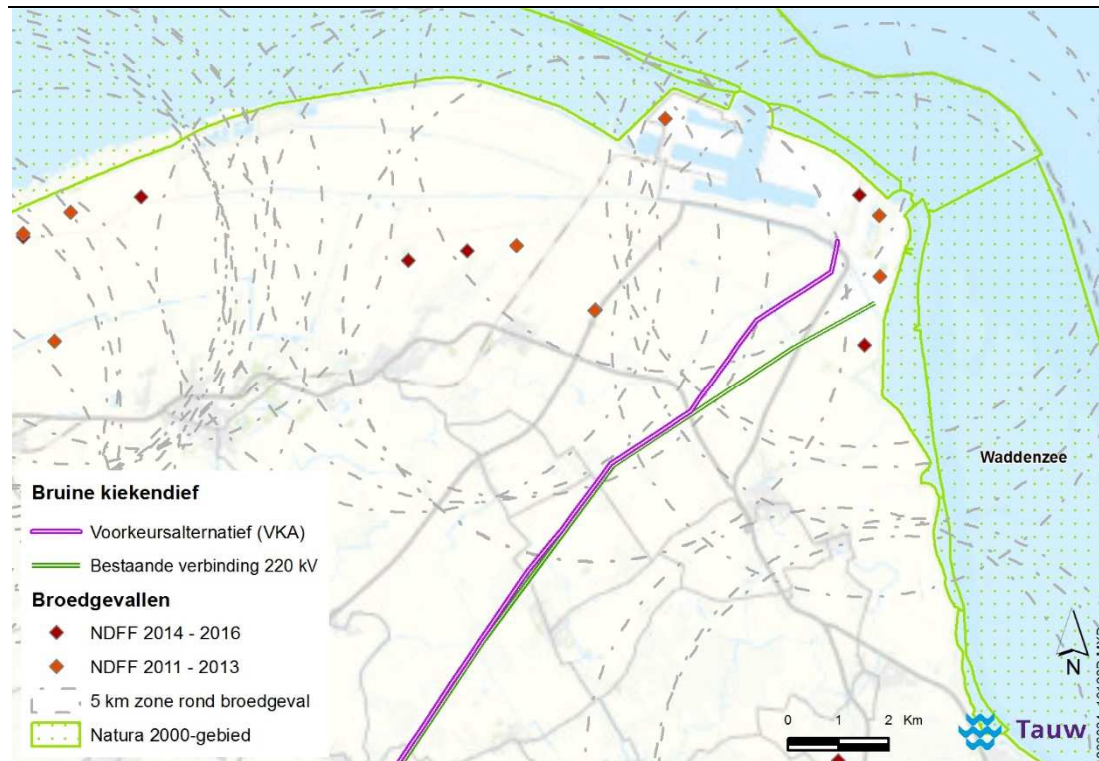 Waddenzee
Bruine kiekendief
Voorkeursalternatief (VKA)
Bestaande verbinding 220 kV
Broedgevallen
NDFF 2014 - 2016
NDFF 2011 - 2013
5 km zone rond broedgeval
Natura 2000-gebied
0 1 2 Km
N
Tauw